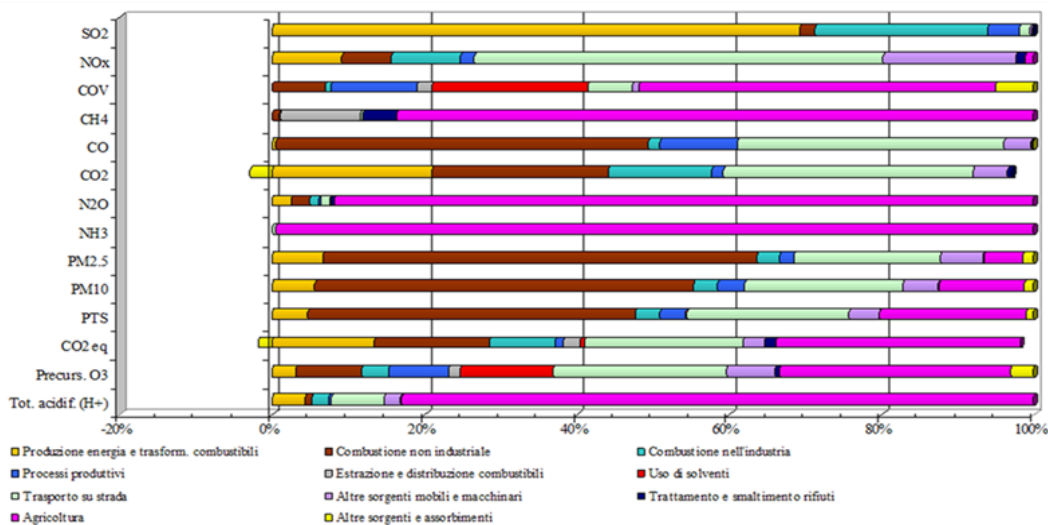 SO2
NOx
COV
CH4
CO
CO2
N2O
NH3
PM2.5
PM10
PTS
CO2 eq
Precurs. O3
Tot. acidif. (H+)
-20% 0% 20% 40% 60% 80% 100%
Produzione energia e trasform. combustibili Combustione non industriale Combustione nell'industria
Processi produttivi Estrazione e distribuzione combustibili Uso di solventi
Trasporto su strada Altre sorgenti mobili e macchinari Trattamento e smaltimento rifiuti
Agricoltura Altre sorgenti e assorbimenti